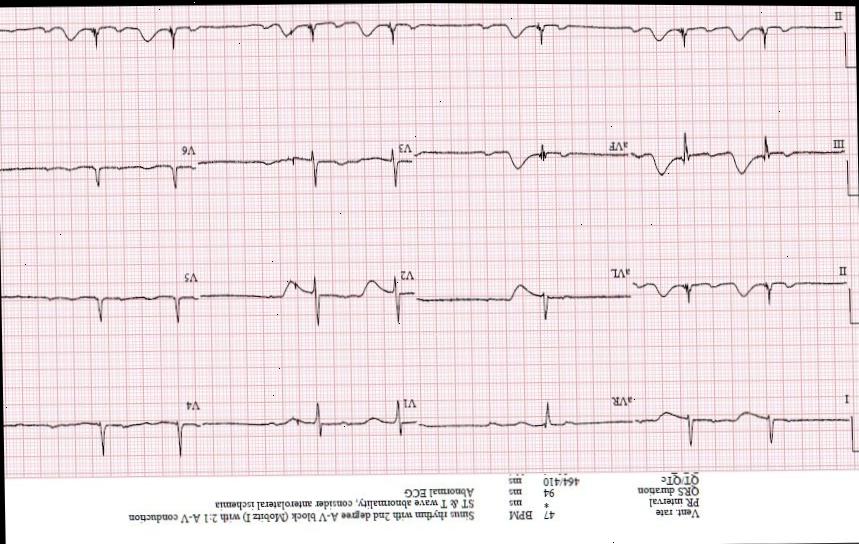 Vent. rate 47 BPM Sinus rhythm with 2nd degree A-V block (Mobitz I) with 2:1 A-V conduction
PR interval * ms ST & T wave abnormality, consider anterolateral ischemia
QRS duration 94 ms Abnormal ECG
QT/QTc 464/410 ms
I aVR V1 V4
II aVL V2 V5
III aVF V3 V6
II